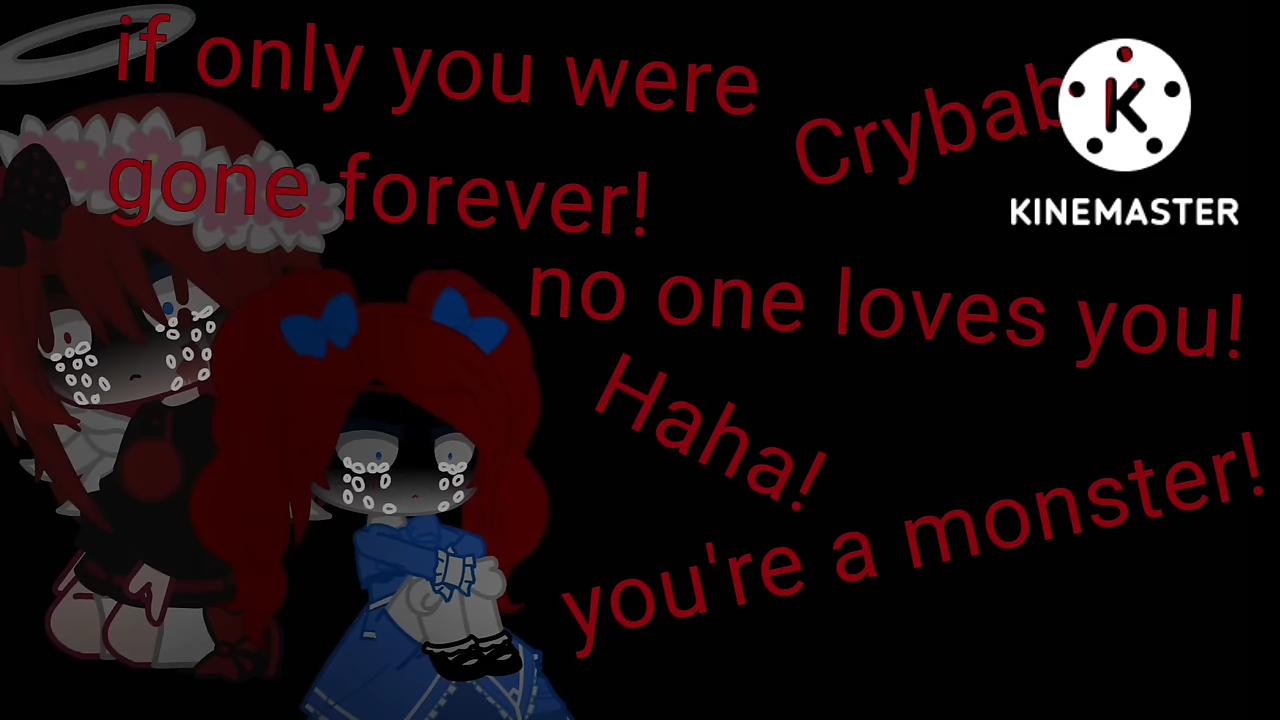 if only you were
gone forever!
Crybab
no one loves you!
Haha!
you're a monster!
K
KINEMASTER